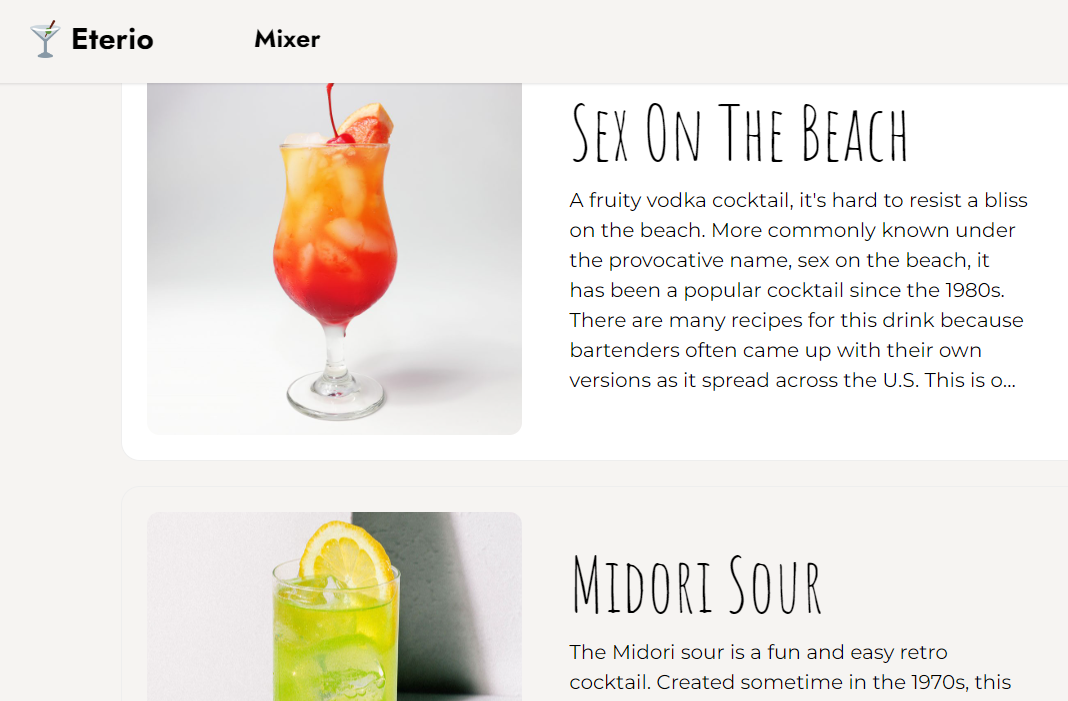 Eterio
Mixer
Sex On The Beach
A fruity vodka cocktail, it's hard to resist a bliss
on the beach. More commonly known under
the provocative name, sex on the beach, it
has been a popular cocktail since the 1980s.
There are many recipes for this drink because
bartenders often came up with their own
versions as it spread across the U.S. This is o...
Midori Sour
The Midori sour is a fun and easy retro
cocktail. Created sometime in the 1970s, this